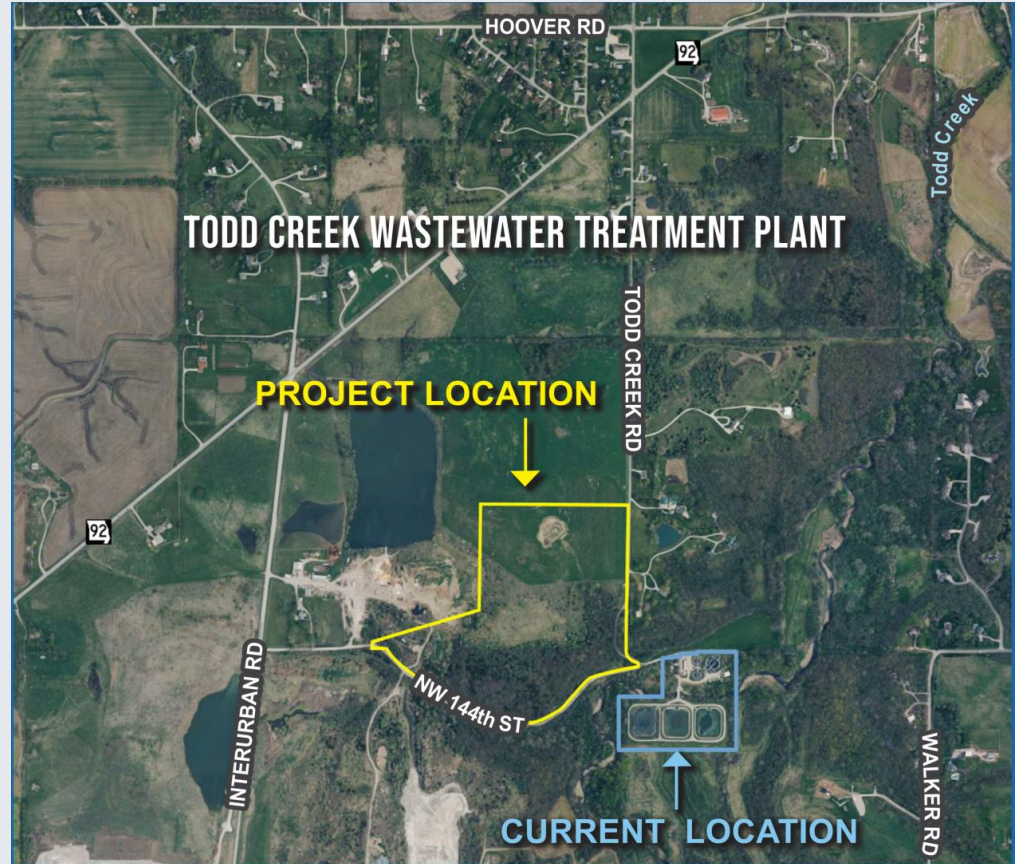 HOOVER RD
92
Todd Creek
TODD CREEK WASTEWATER TREATMENT PLANT
TODD CREEK RD
PROJECT LOCATION
92
INTERURBAN RD
NW 144th ST
WALKER RD
CURRENT LOCATION